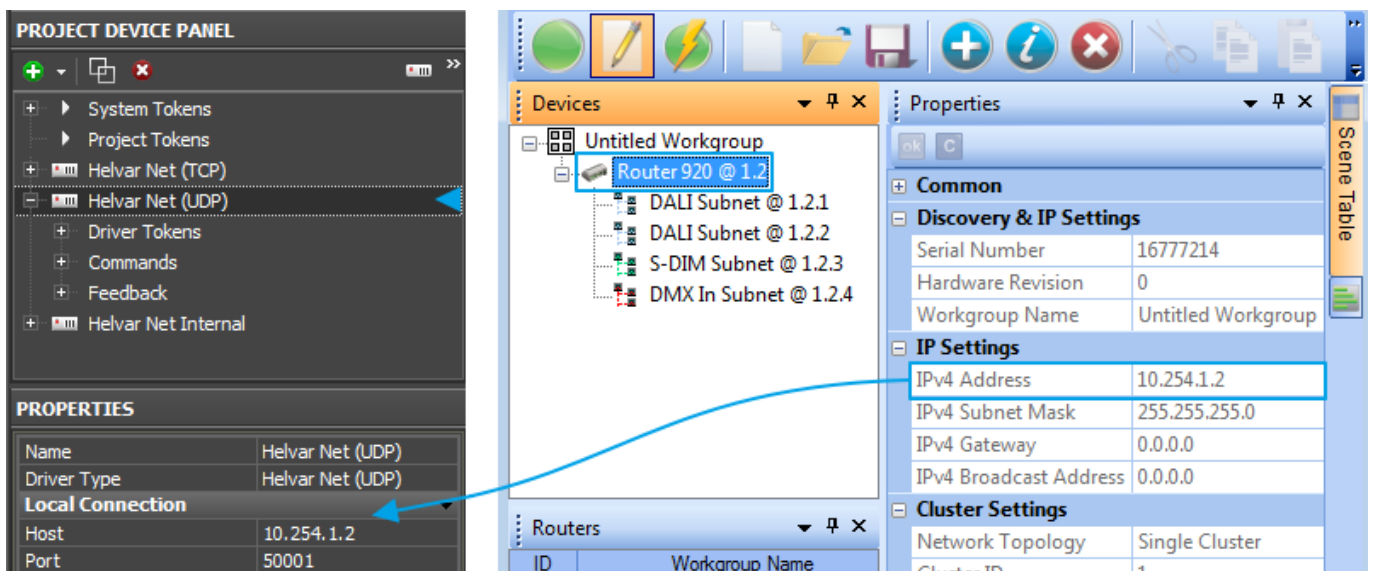 PROJECT DEVICE PANEL
System Tokens
Project Tokens
Helvar Net (TCP)
Helvar Net (UDP)
Driver Tokens
Commands
Feedback
Helvar Net Internal
PROPERTIES
Name Helvar Net (UDP)
Driver Type Helvar Net (UDP)
Local Connection
Host 10.254.1.2
Port 50001
Devices
Untitled Workgroup
Router 920 @ 1.2
DALI Subnet @ 1.2.1
DALI Subnet @ 1.2.2
S-DIM Subnet @ 1.2.3
DMX In Subnet @ 1.2.4
Routers
ID Workgroup Name
Properties
ok C
Common
Discovery & IP Settings
Serial Number 16777214
Hardware Revision 0
Workgroup Name Untitled Workgroup
IP Settings
IPv4 Address 10.254.1.2
IPv4 Subnet Mask 255.255.255.0
IPv4 Gateway 0.0.0.0
IPv4 Broadcast Address 0.0.0.0
Cluster Settings
Network Topology Single Cluster
Cluster ID 1
Scene Table